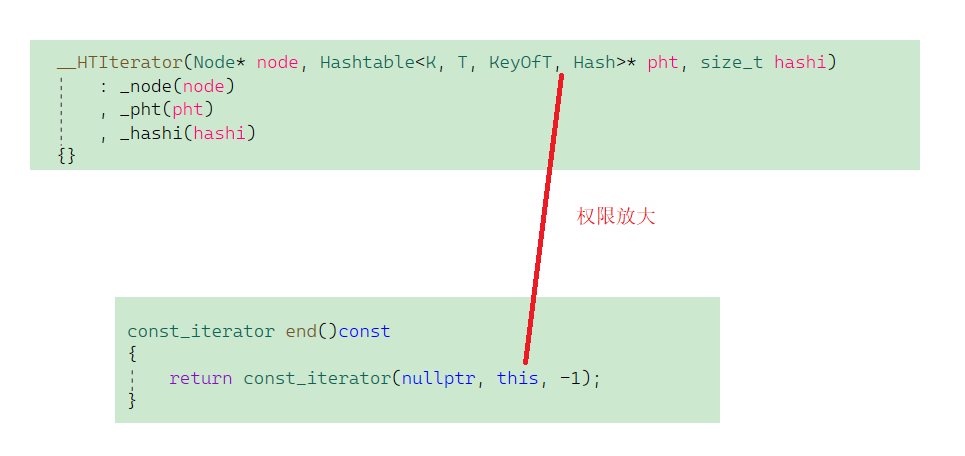 __HTIterator(Node* node, Hashtable<K, T, KeyOfT, Hash>* pht, size_t hashi)
: _node(node)
, _pht(pht)
, _hashi(hashi)
{}
权限放大
const_iterator end()const
{
return const_iterator(nullptr, this, -1);
}